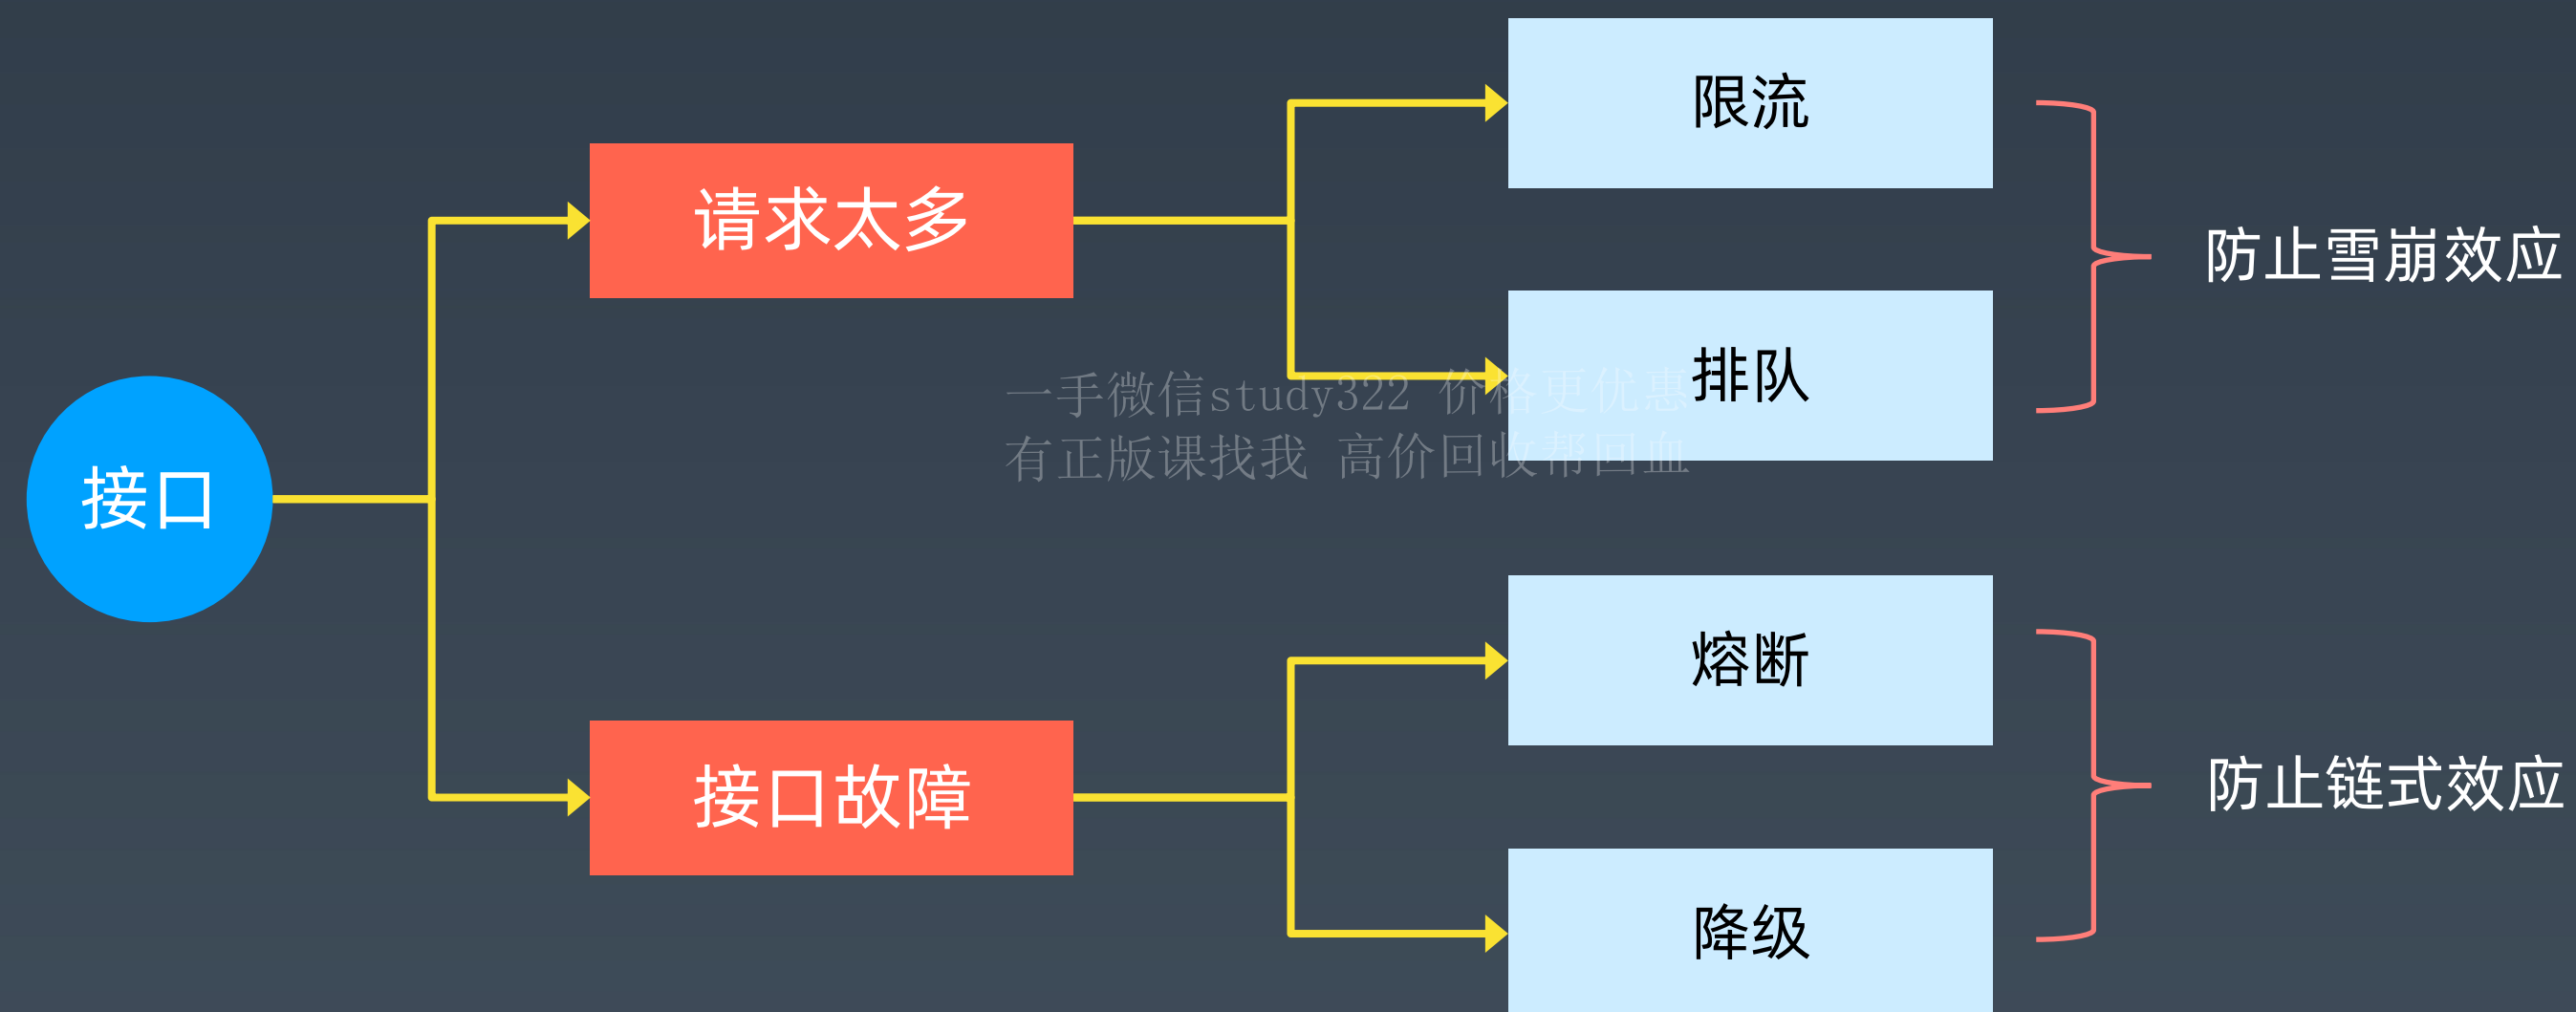 接口
请求太多
接口故障
限流
排队
熔断
降级
防止雪崩效应
防止链式效应
一手微信study322 价格更优惠
有正版课找我 高价回收帮回血